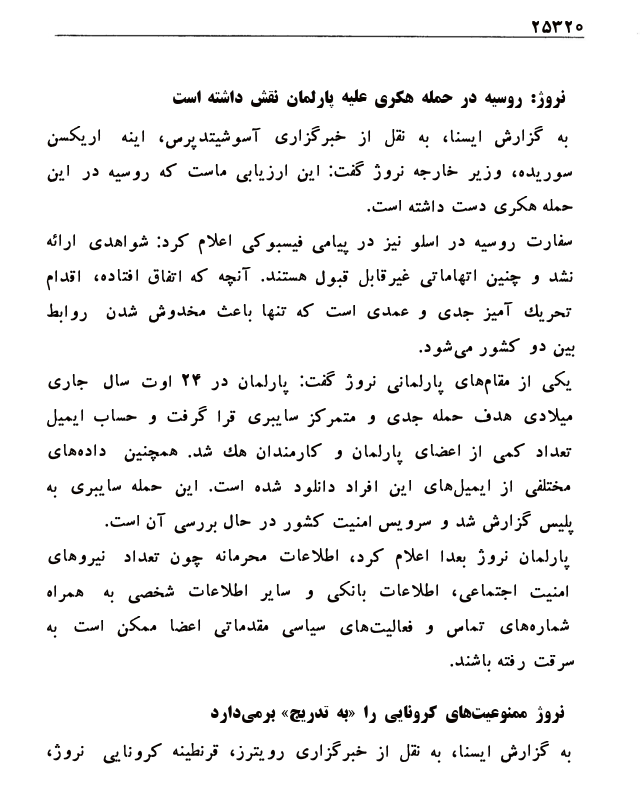 ۲۵۳۲۰
نروژ: روسیه در حمله هکری علیه پارلمان نقش داشته است
به گزارش ایسنا، به نقل از خبرگزاری آسوشیتدپرس، اینه اریکسن
سوریده، وزیر خارجه نروژ گفت: این ارزیابی ماست که روسیه در این
حمله هکری دست داشته است.
سفارت روسیه در اسلو نیز در پیامی فیسبوکی اعلام کرد: شواهدی ارائه
نشد و چنین اتهاماتی غیرقابل قبول هستند. آنچه که اتفاق افتاده، اقدام
تحریك آمیز جدی و عمدی است که تنها باعث مخدوش شدن روابط
بین دو کشور می‌شود.
یکی از مقام‌های پارلمانی نروژ گفت: پارلمان در ۲۴ اوت سال جاری
میلادی هدف حمله جدی و متمرکز سایبری قرا گرفت و حساب ایمیل
تعداد کمی از اعضای پارلمان و کارمندان هك شد. همچنین داده‌های
مختلفی از ایمیل‌های این افراد دانلود شده است. این حمله سایبری به
پلیس گزارش شد و سرویس امنیت کشور در حال بررسی آن است.
پارلمان نروژ بعدا اعلام کرد، اطلاعات محرمانه چون تعداد نیروهای
امنیت اجتماعی، اطلاعات بانکی و سایر اطلاعات شخصی به همراه
شماره‌های تماس و فعالیت‌های سیاسی مقدماتی اعضا ممکن است به
سرقت رفته باشند.
نروژ ممنوعیت‌های کرونایی را «به تدریج» برمی‌دارد
به گزارش ایسنا، به نقل از خبرگزاری رویترز، قرنطینه کرونایی نروژ،